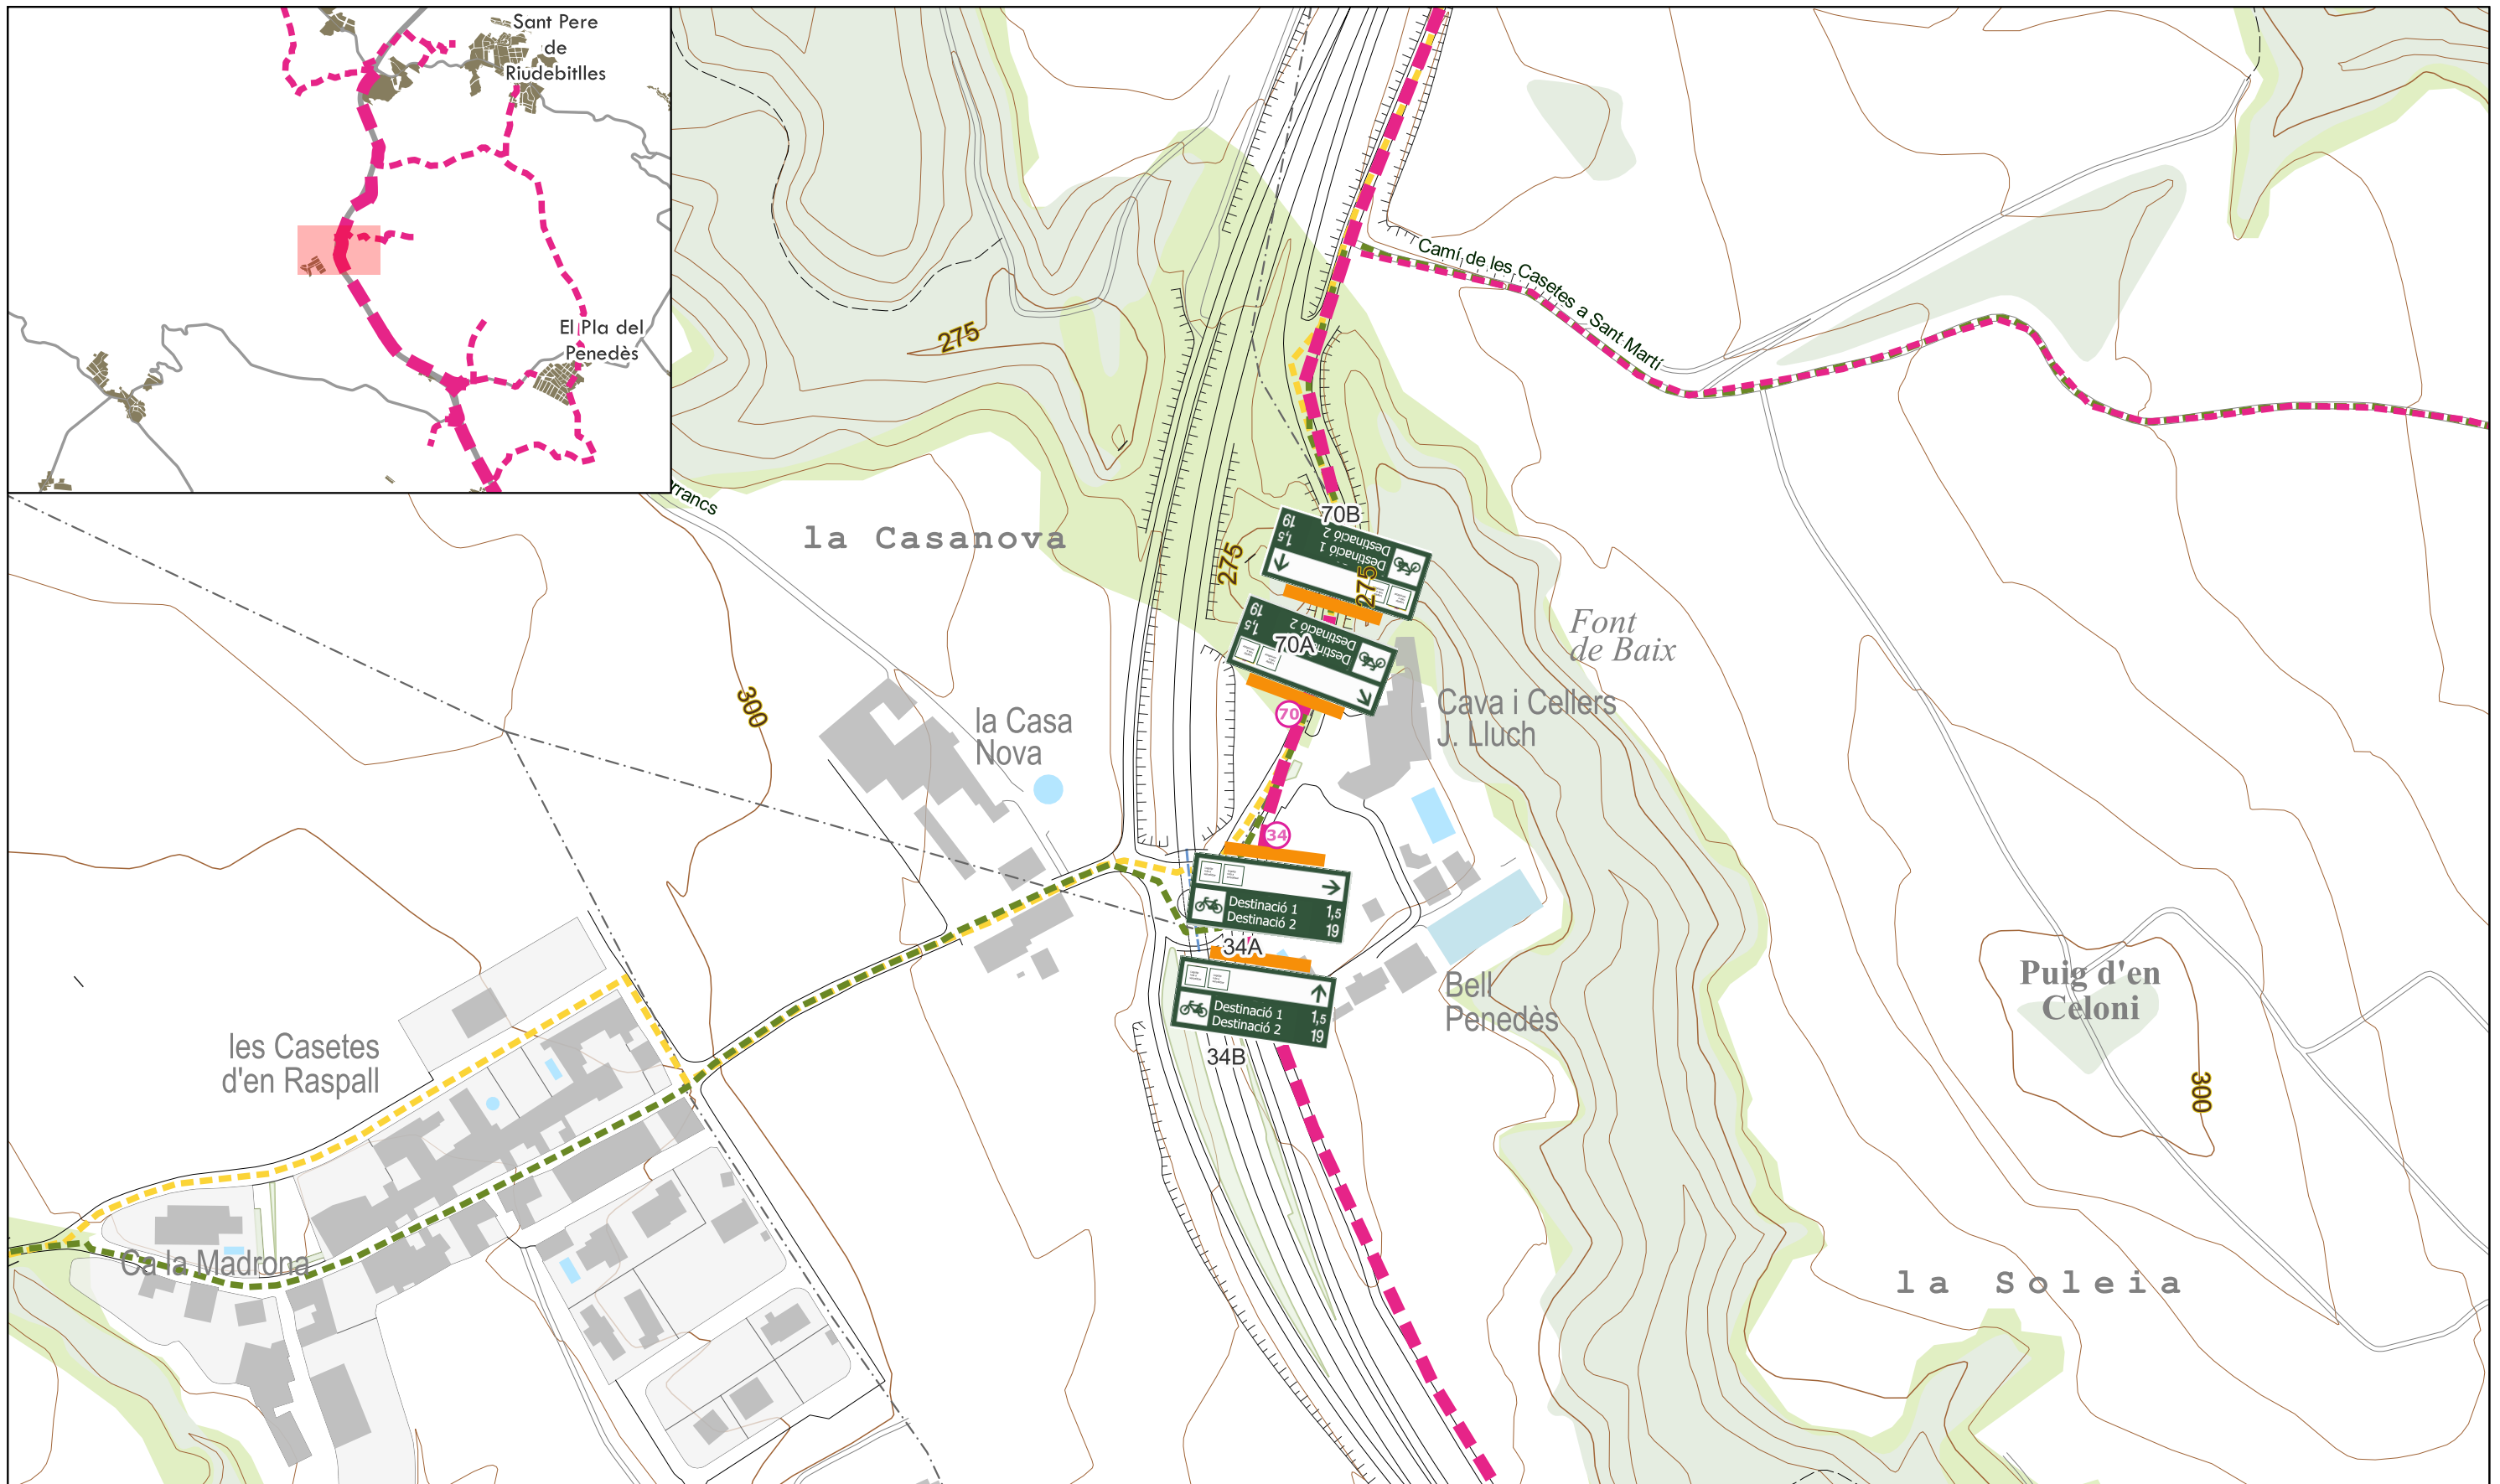 Sant Pere
de
Riudebitlles
El Pla del
Penedès
Camí de les Casetes a Sant Martí
275
rrancs
la Casanova
70B
19
1,5
Destinació 2
Destinació 1
275
275
19
1,5
Destinació 2
Destinació
70A
Font
de Baix
300
la Casa
Nova
70
Cava i Cellers
J. Lluch
34
Destinació 1 1,5
Destinació 2 19
34A
Destinació 1 1,5
Destinació 2 19
34B
Bell
Penedès
Puig d'en
Celoni
300
les Casetes
d'en Raspall
Ca la Madrona
la Soleia